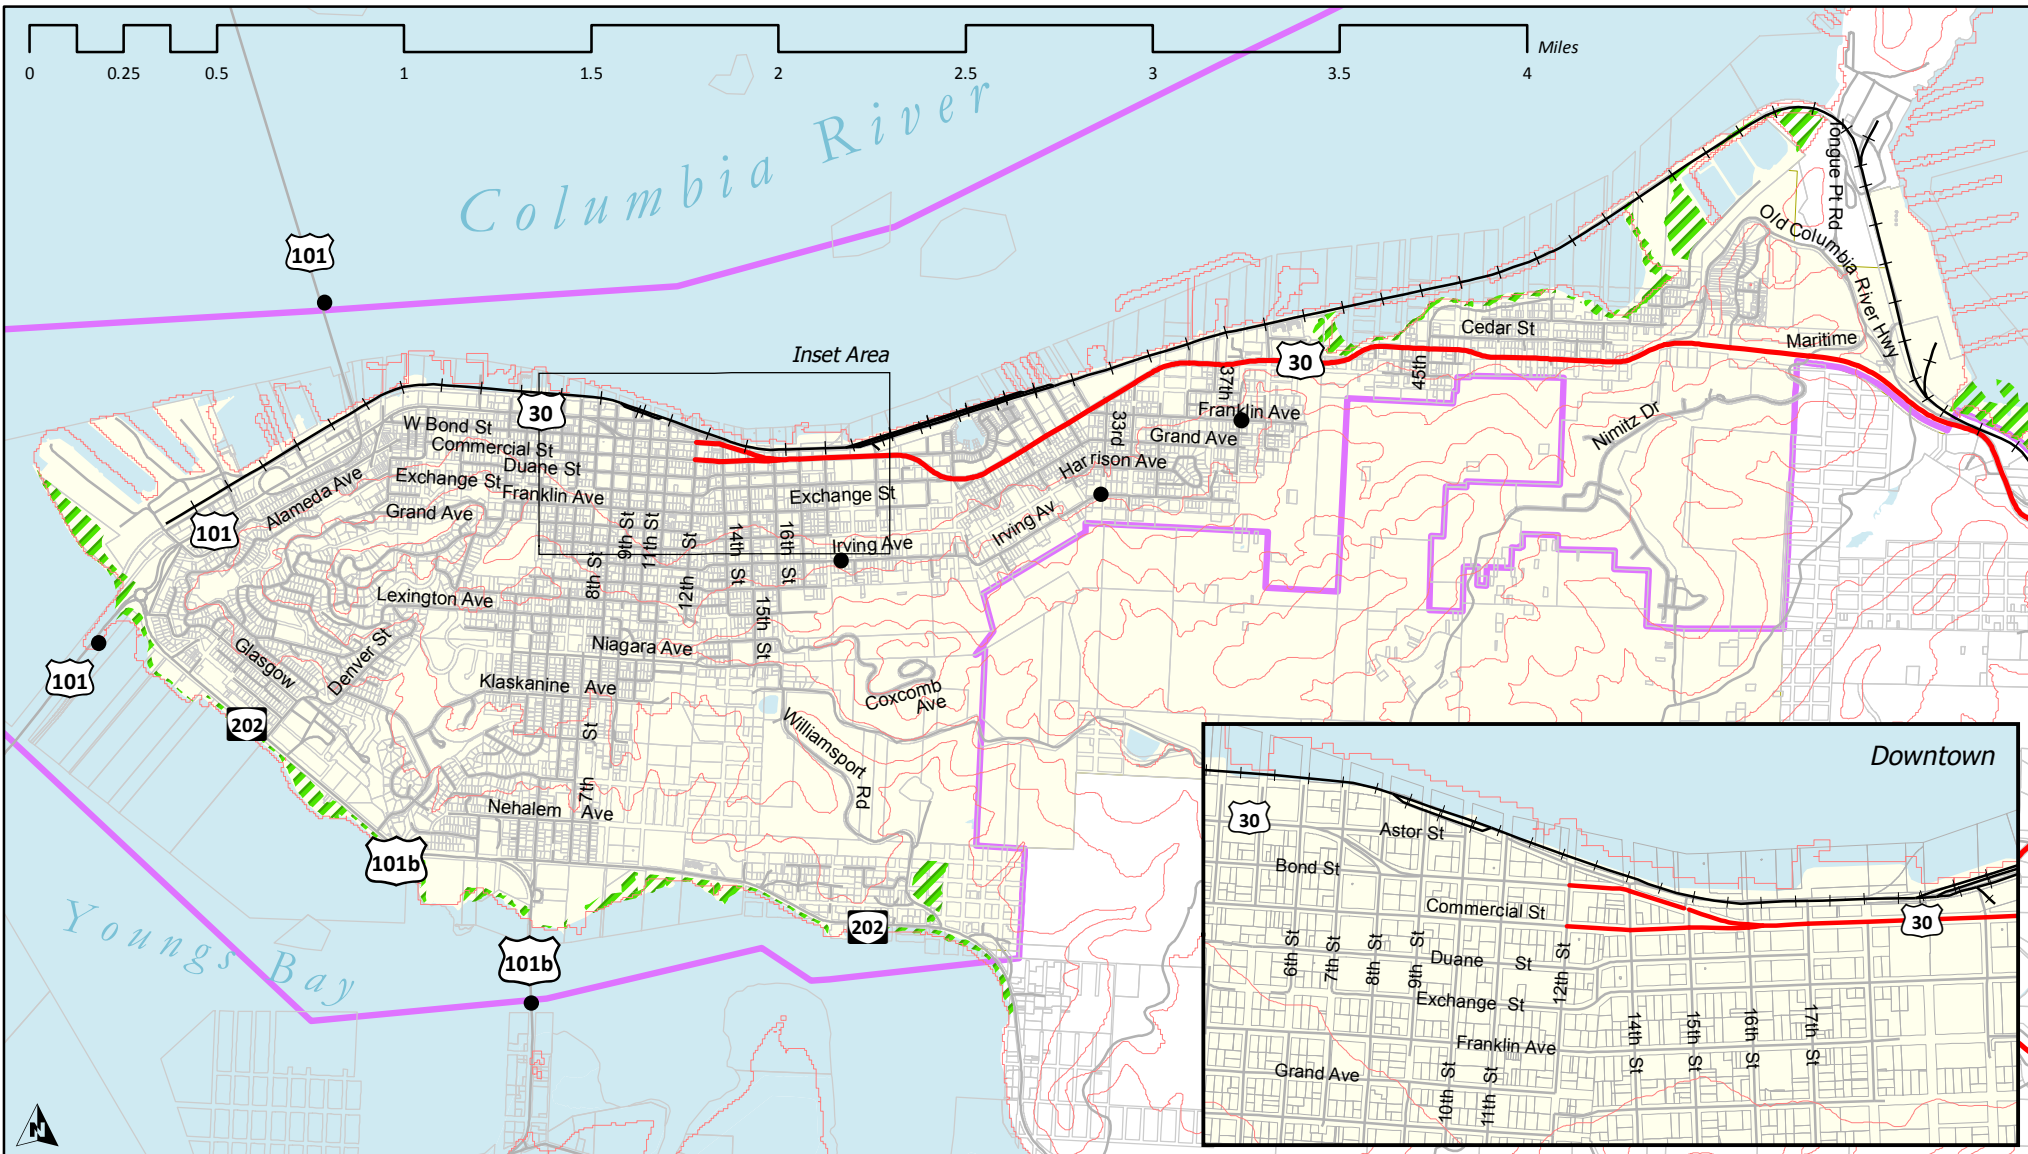 Miles
0 0.25 0.5 1 1.5 2 2.5 3 3.5 4
Columbia River
101
Tongue Pt Rd
Old Columbia River Hwy
Inset Area
Cedar St
Maritime
30
30
45th
37th
W Bond St
Commercial St
Duane St
Exchange St
Franklin Ave
Grand Ave
Alameda Ave
101
Franklin Ave
Grand Ave
33rd
Harrison Ave
Nimitz Dr
Exchange St
Irving Av
Irving Ave
8th St
9th St
11th St
12th St
14th St
16th St
15th St
Lexington Ave
Niagara Ave
Glasgow
Denver St
101
Klaskanine Ave
Coxcomb Ave
202
Williamsport Rd
7th St
Nehalem Ave
101b
202
101b
Youngs Bay
N
Downtown
30
Astor St
Bond St
Commercial St
30
6th St
7th St
8th St
9th St
Duane St
12th St
Exchange St
Franklin Ave
Grand Ave
10th St
11th St
14th St
15th St
16th St
17th St